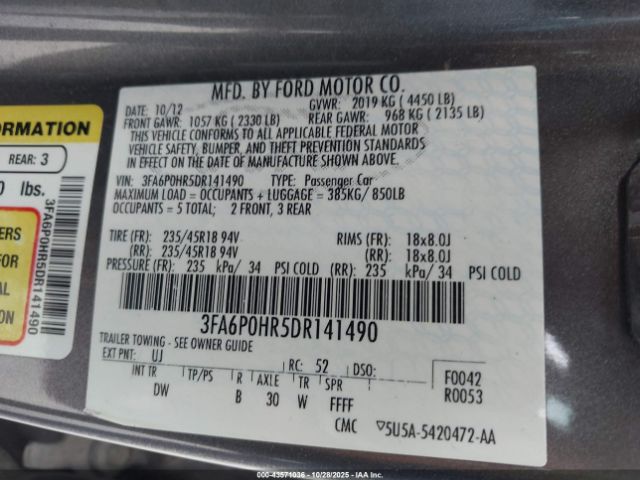 MFD. BY FORD MOTOR CO.
DATE: 10/12 GVWR: 2019 KG ( 4450 LB)
FRONT GAWR: 1057 KG ( 2330 LB) REAR GAWR: 968 KG ( 2135 LB)
THIS VEHICLE CONFORMS TO ALL APPLICABLE FEDERAL MOTOR
VEHICLE SAFETY, BUMPER, AND THEFT PREVENTION STANDARDS
IN EFFECT ON THE DATE OF MANUFACTURE SHOWN ABOVE.
VIN: 3FA6P0HR5DR141490 TYPE: Passenger Car
MAXIMUM LOAD = OCCUPANTS + LUGGAGE = 385KG/ 850LB
OCCUPANTS = 5 TOTAL; 2 FRONT, 3 REAR
TIRE (FR): 235/45R18 94V RIMS (FR): 18x8.0J
(RR): 235/45R18 94V (RR): 18x8.0J
PRESSURE (FR): 235 kPa/ 34 PSI COLD (RR): 235 kPa/ 34 PSI COLD
3FA6P0HR5DR141490
TRAILER TOWING - SEE OWNER GUIDE
EXT PNT: UJ RC: 52 DSO:
INT TR TP/PS R AXLE TR SPR
DW B 30 W FFFF
F0042
R0053
CMC 5U5A-5420472-AA
ORMATION
REAR: 3
0 lbs.
ERS
FOR
AL
ON
3FA6P0HR5DR141490
000-43571036 | 10/28/2025 | IAAI.COM